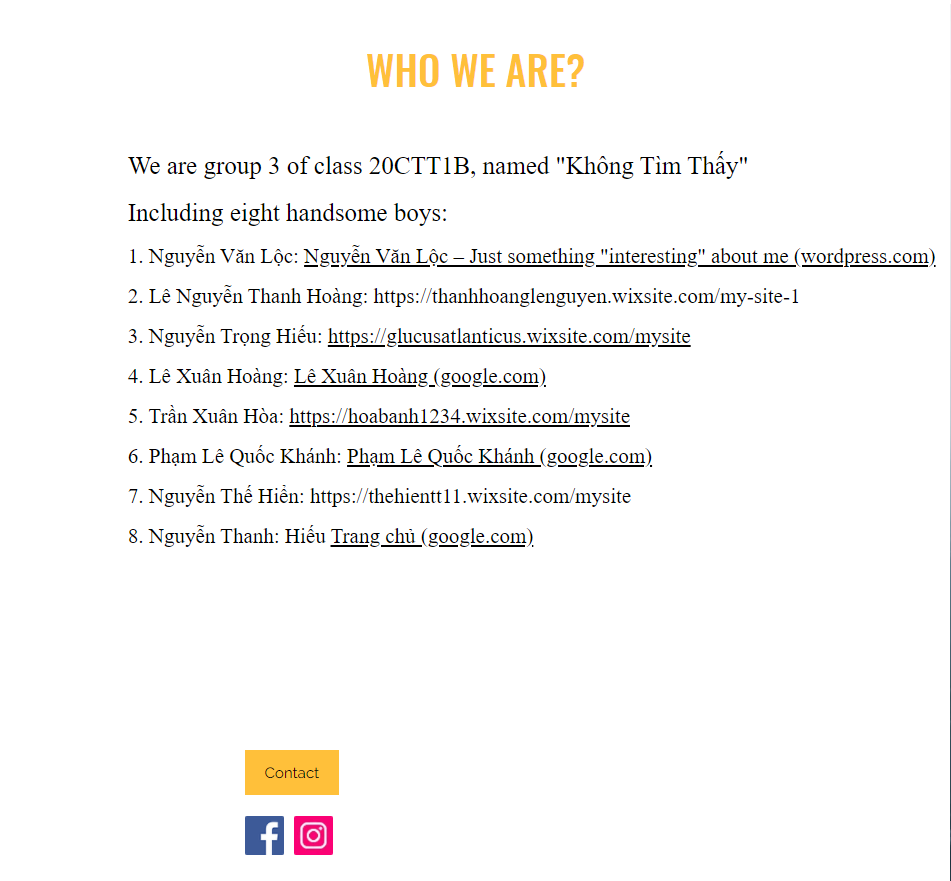 WHO WE ARE?
We are group 3 of class 20CTT1B, named "Không Tìm Thấy"
Including eight handsome boys:
1. Nguyễn Văn Lộc: Nguyễn Văn Lộc – Just something "interesting" about me (wordpress.com)
2. Lê Nguyễn Thanh Hoàng: https://thanhhoanglenguyen.wixsite.com/my-site-1
3. Nguyễn Trọng Hiếu: https://glucusatlanticus.wixsite.com/mysite
4. Lê Xuân Hoàng: Lê Xuân Hoàng (google.com)
5. Trần Xuân Hòa: https://hoabanh1234.wixsite.com/mysite
6. Phạm Lê Quốc Khánh: Phạm Lê Quốc Khánh (google.com)
7. Nguyễn Thế Hiển: https://thehientt11.wixsite.com/mysite
8. Nguyễn Thanh: Hiếu Trang chủ (google.com)
Contact